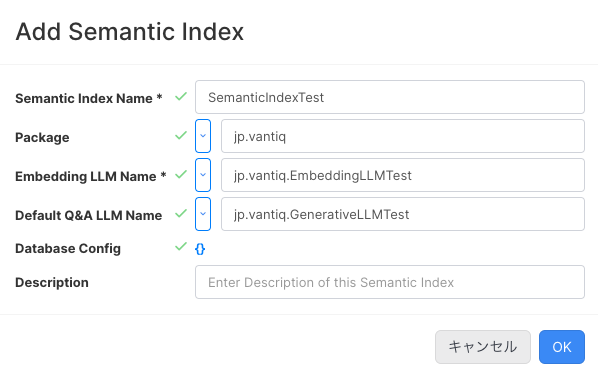 Add Semantic Index
Semantic Index Name * SemanticIndexTest
Package jp.vantiq
Embedding LLM Name * jp.vantiq.EmbeddingLLMTest
Default Q&A LLM Name jp.vantiq.GenerativeLLMTest
Database Config {}
Description Enter Description of this Semantic Index
キャンセル OK